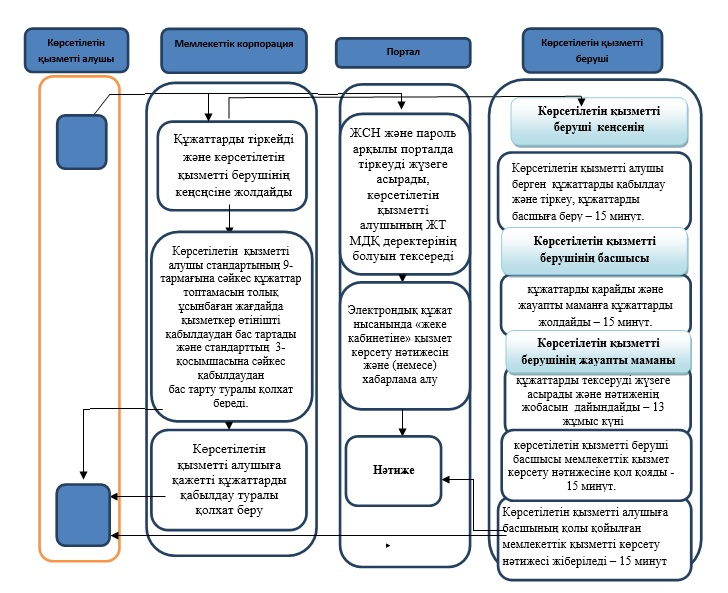 Көрсетілетін
қызметті алушы
Мемлекеттік корпорация
Портал
Көрсетілетін қызметті
беруші
Құжаттарды тіркейді
және көрсетілетін
қызметті берушінің
кеңсңсіне жолдайды
Көрсетілетін қызметті
алушы стандартының 9-
тармағына сәйкес құжаттар
топтамасын толық
ұсынбаған жағдайда
қызметкер өтінішті
қабылдаудан бас тартады
және стандарттың 3-
қосымшасына сәйкес
қабылдаудан
бас тарту туралы қолхат
береді.
Көрсетілетін
қызметті алушыға
қажетті құжаттарды
қабылдау туралы
қолхат беру
ЖСН және пароль
арқылы порталда
тіркеуді жүзеге
асырады,
көрсетілетін
қызметті
алушының ЖТ
МДҚ деректерінің
болуын тексереді
Электрондық құжат
нысанында «жеке
кабинетіне» қызмет
көрсету нәтижесін
және (немесе)
хабарлама алу
Нәтиже
Көрсетілетін қызметті
беруші кеңсенің
Көрсетілетін қызметті алушы
берген құжаттарды қабылдау
және тіркеу, құжаттарды
басшыға беру – 15 минут.
Көрсетілетін қызметті
берушінің басшысы
құжаттарды қарайды және
жауапты маманға құжаттарды
жолдайды – 15 минут.
Көрсетілетін қызметті
берушінің жауапты маманы
құжаттарды тексеруді жүзеге
асырады және нәтиженің
жобасын дайындайды – 13
жұмыс күні
көрсетілетін қызметті беруші
басшысы мемлекеттік қызмет
көрсету нәтижесіне қол қояды -
15 минут.
Көрсетілетін қызметті алушыға
басшының қолы қойылған
мемлекеттік қызметті көрсету
нәтижесі жіберіледі – 15 минут